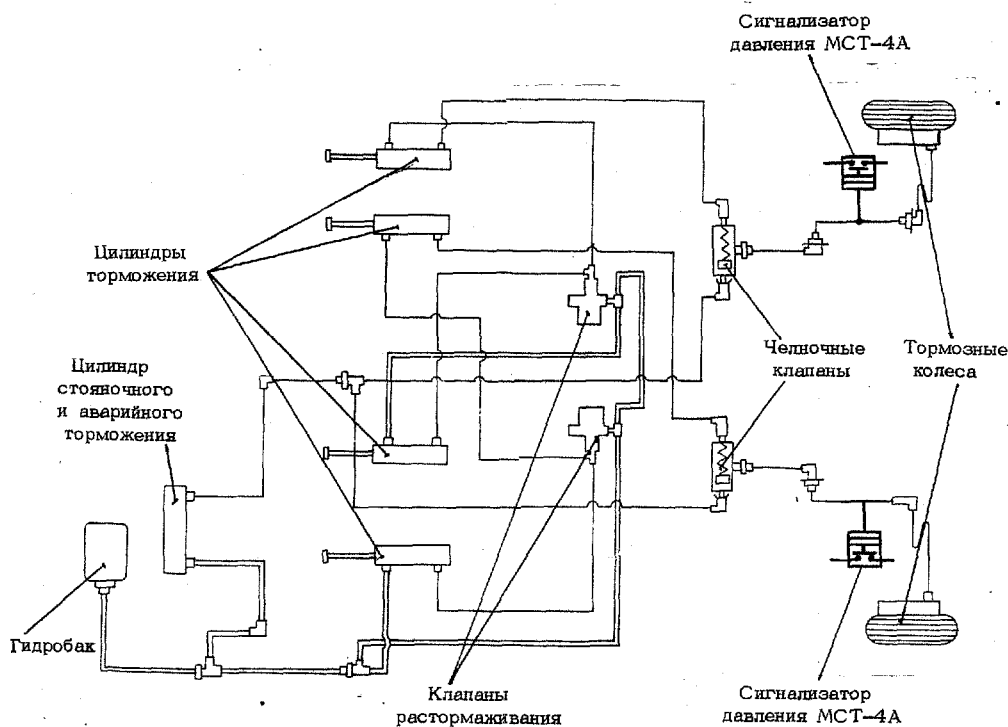 Сигнализатор
давления МСТ-4А
Цилиндры
торможения
Цилиндр
стояночного
и аварийного
торможения
Челночные
клапаны
Тормозные
колеса
Гидробак
Клапаны
растормаживания
Сигнализатор
давления МСТ-4А